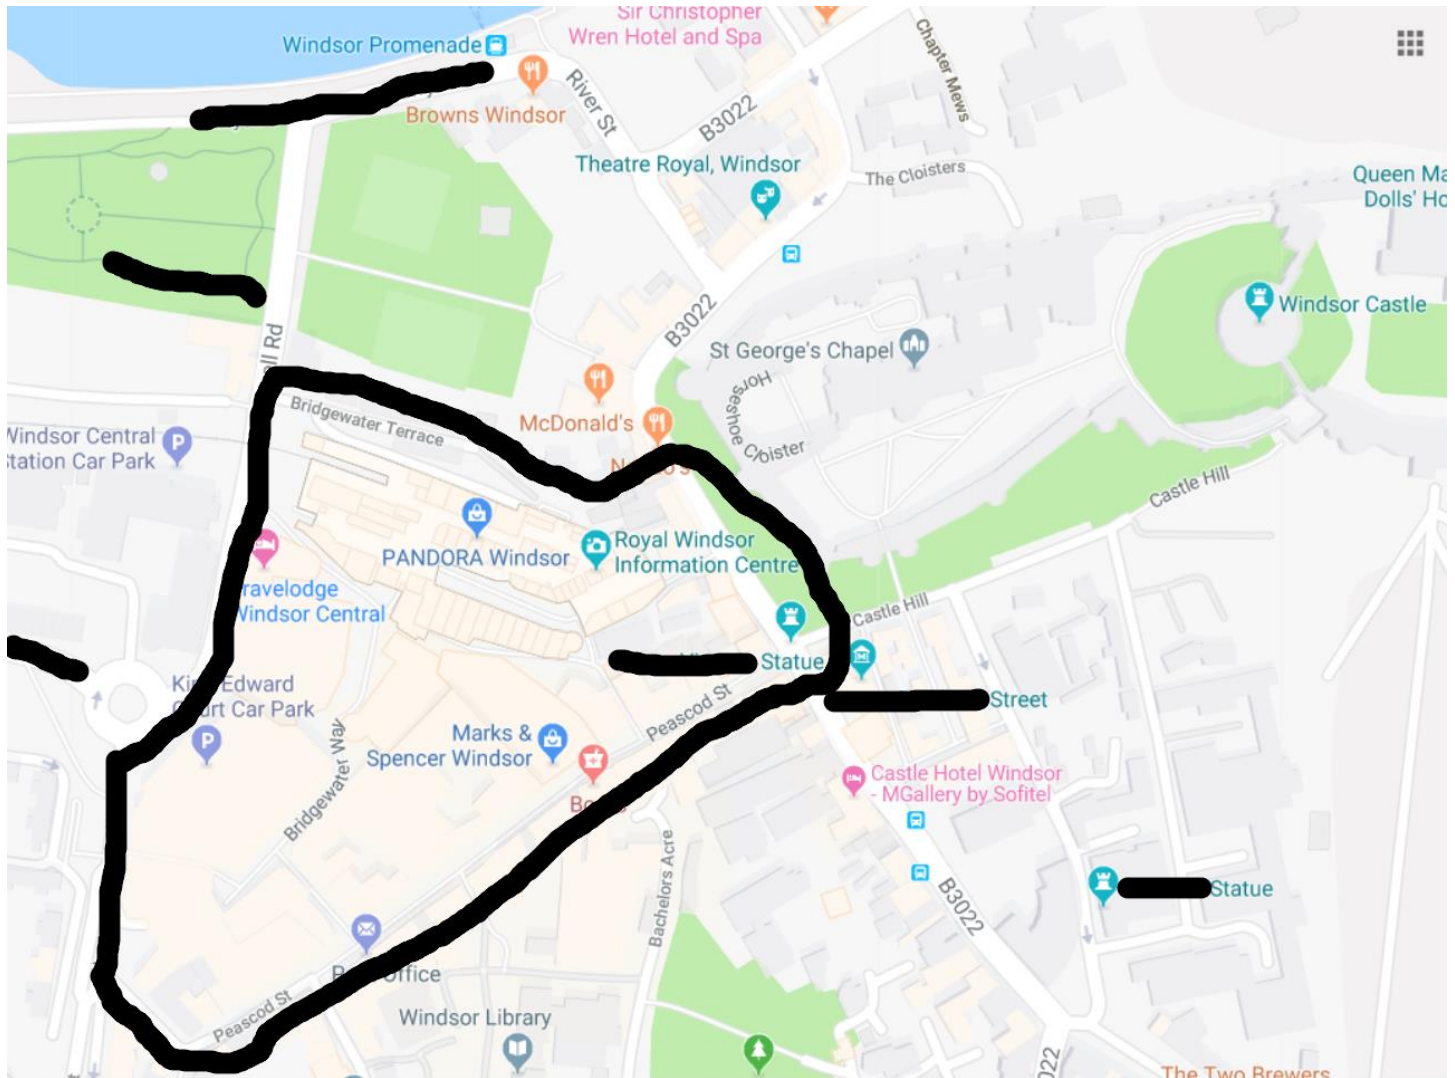 Sir Christopher
Wren Hotel and Spa
Windsor Promenade
Chapter Mews
Browns Windsor
River St
B3022
Theatre Royal, Windsor
The Cloisters
Queen Ma
Dolls' Ho
Windsor Castle
B3022
St George's Chapel
Horseshoe Cloister
ll Rd
Bridgewater Terrace
McDonald's
Windsor Central
Station Car Park
Castle Hill
PANDORA Windsor
Royal Windsor
Information Centre
ravelodge
Windsor Central
Castle Hill
Statue
Edward
Court Car Park
Peascod St
Street
Marks &
Spencer Windsor
Bridgewater Way
Castle Hotel Windsor
- MGallery by Sofitel
Bachelors Acre
B3022
Statue
Office
Peascod St
Windsor Library
022
The Two Brewers